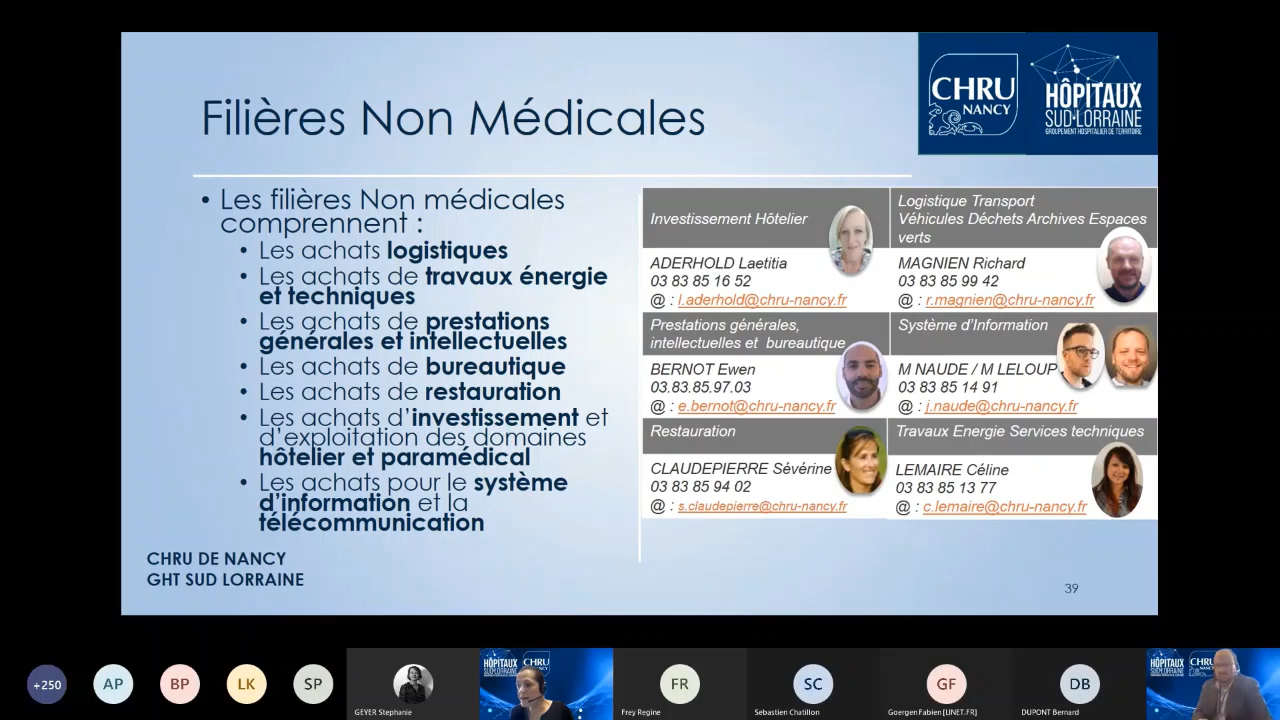 Filières Non Médicales
CHRU
NANCY
HÔPITAUX
SUD-LORRAINE
GROUPEMENT HOSPITALIER DE TERRITOIRE
• Les filières Non médicales
comprennent :
• Les achats logistiques
• Les achats de travaux énergie
et techniques
• Les achats de prestations
générales et intellectuelles
• Les achats de bureautique
• Les achats de restauration
• Les achats d'investissement et
d'exploitation des domaines
hôtelier et paramédical
• Les achats pour le système
d'information et la
télécommunication
Investissement Hôtelier
ADERHOLD Laetitia
03 83 85 16 52
@ : l.aderhold@chru-nancy.fr
Logistique Transport
Véhicules Déchets Archives Espaces
verts
MAGNIEN Richard
03 83 85 99 42
@ : r.magnien@chru-nancy.fr
Prestations générales,
intellectuelles et bureautique
BERNOT Ewen
03.83.85.97.03
@ : e.bernot@chru-nancy.fr
Système d'Information
M NAUDE / M LELOUP
03 83 85 14 91
@ : j.naude@chru-nancy.fr
Restauration
CLAUDEPIERRE Sévérine
03 83 85 94 02
@ : s.claudepierre@chru-nancy.fr
Travaux Energie Services techniques
LEMAIRE Céline
03 83 85 13 77
@ : c.lemaire@chru-nancy.fr
CHRU DE NANCY
GHT SUD LORRAINE
39
+250
AP
BP
LK
SP
GEYER Stephanie
HÔPITAUX
SUD-LORRAINE
CHRU
FR
Frey Regine
SC
Sebastien Chatillon
GF
Goergen Fabien [LINET.FR]
DB
DUPONT Bernard
HÔPITAUX
SUD-LORRAINE
CHRU